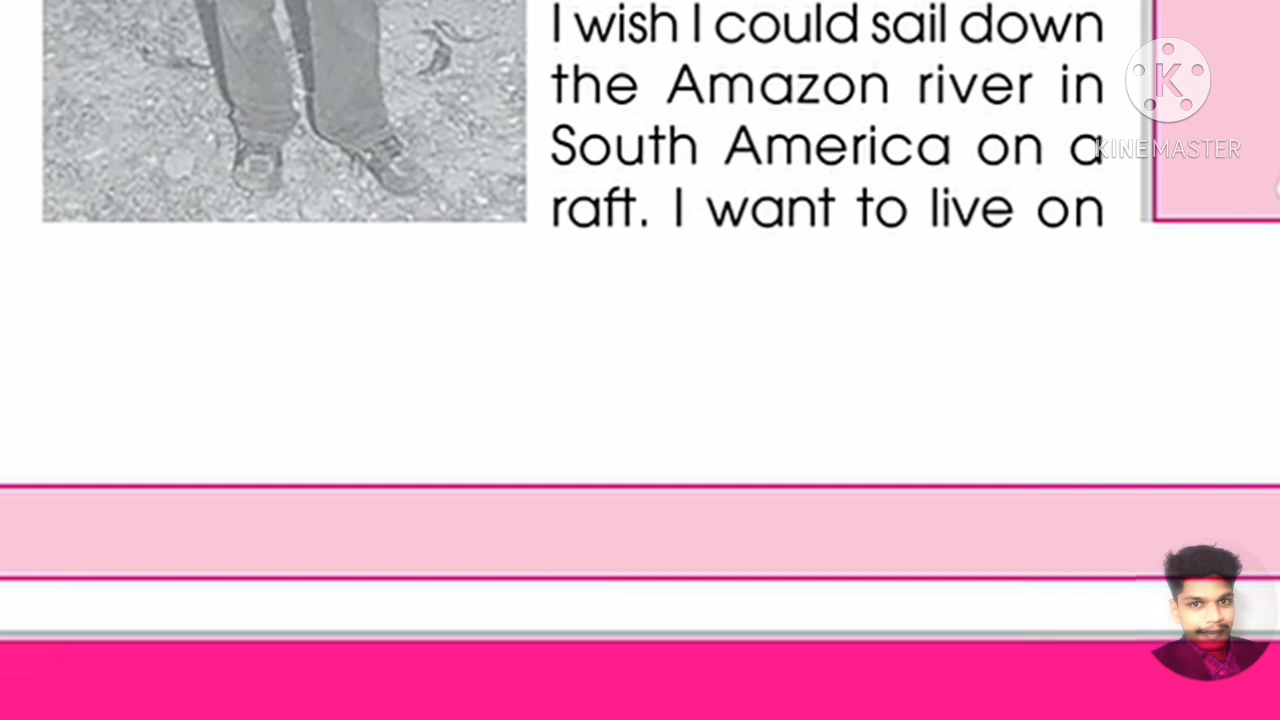 I wish I could sail down
the Amazon river in
South America on a
raft. I want to live on
K
KINEMASTER